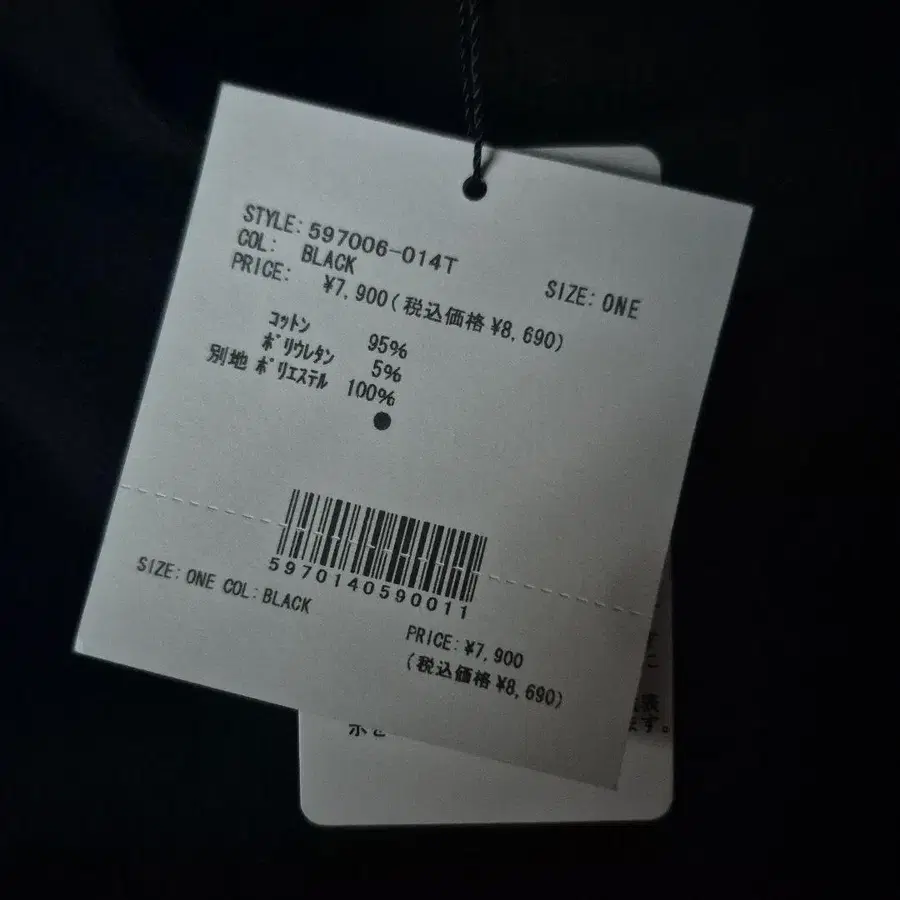 STYLE: 597006-014T
COL: BLACK
SIZE: ONE
PRICE: ¥7,900(税込価格¥8,690)
ｺｯﾄﾝ 95%
ﾎﾟﾘｳﾚﾀﾝ 5%
別地 ﾎﾟﾘｴｽﾃﾙ 100%
5970140590011
SIZE: ONE COL: BLACK
PRICE: ¥7,900
(税込価格¥8,690)
ます。